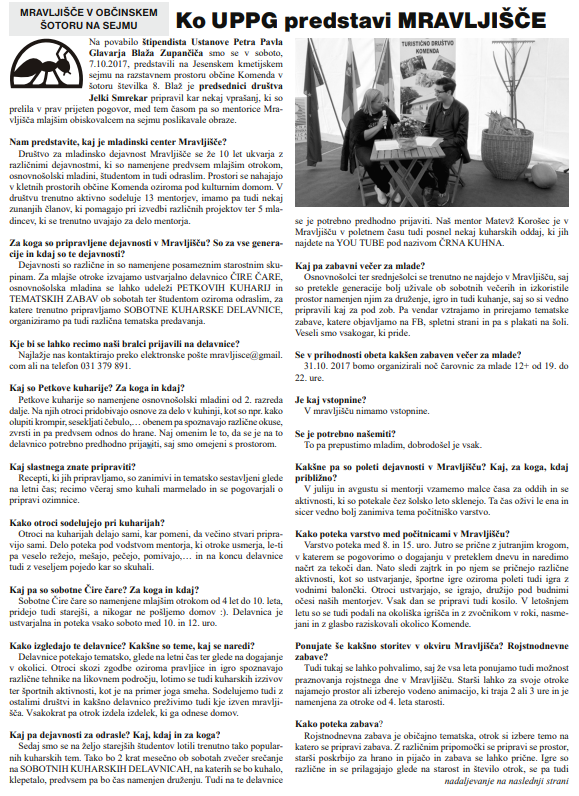 MRAVLJIŠČE V OBČINSKEM
ŠOTORU NA SEJMU
Ko UPPG predstavi MRAVLJIŠČE
Na povabilo štipendista Ustanove Petra Pavla
Glavarja Blaža Zupančiča smo se v soboto,
7.10.2017, predstavili na Jesenskem kmetijskem
sejmu na razstavnem prostoru občine Komenda v
šotoru številka 8. Blaž je predsednici društva
Jelki Smrekar pripravil kar nekaj vprašanj, ki so
prelila v prav prijeten pogovor, med tem časom pa so mentorice Mra-
vljišča mlajšim obiskovalcem na sejmu poslikavale obraze.
Nam predstavite, kaj je mladinski center Mravljišče?
Društvo za mladinsko dejavnost Mravljišče se že 10 let ukvarja z
različnimi dejavnostmi, ki so namenjene predvsem mlajšim otrokom,
osnovnošolski mladini, študentom in tudi odraslim. Prostori se nahajajo
v kletnih prostorih občine Komenda oziroma pod kulturnim domom. V
društvu trenutno aktivno sodeluje 13 mentorjev, imamo pa tudi nekaj
zunanjih članov, ki pomagajo pri izvedbi različnih projektov ter 5 mla-
dincev, ki se trenutno uvajajo za delo mentorja.
Za koga so pripravljene dejavnosti v Mravljišču? So za vse genera-
cije in kdaj so te dejavnosti?
Dejavnosti so različne in so namenjene posameznim starostnim sku-
pinam. Za mlajše otroke izvajamo ustvarjalno delavnico ČIRE ČARE,
osnovnošolska mladina se lahko udeleži PETKOVIH KUHARIJ in
TEMATSKIH ZABAV ob sobotah ter študentom oziroma odraslim, za
katere trenutno pripravljamo SOBOTNE KUHARSKE DELAVNICE,
organiziramo pa tudi različna tematska predavanja.
Kje bi se lahko recimo naši bralci prijavili na delavnice?
Najlažje nas kontaktirajo preko elektronske pošte mravljisce@gmail.
com ali na telefon 031 379 891.
Kaj so Petkove kuharije? Za koga in kdaj?
Petkove kuharije so namenjene osnovnošolski mladini od 2. razreda
dalje. Na njih otroci pridobivajo osnove za delo v kuhinji, kot so npr. kako
olupiti krompir, sesekljati čebulo,… obenem pa spoznavajo različne okuse,
zvrsti in pa predvsem odnos do hrane. Naj omenim le to, da se je na to
delavnico potrebno predhodno prijaviti, saj smo omejeni s prostorom.
Kaj slastnega znate pripraviti?
Recepti, ki jih pripravljamo, so zanimivi in tematsko sestavljeni glede
na letni čas; recimo včeraj smo kuhali marmelado in se pogovarjali o
pripravi ozimnice.
Kako otroci sodelujejo pri kuharijah?
Otroci na kuharijah delajo sami, kar pomeni, da večino stvari pripra-
vijo sami. Delo poteka pod vodstvom mentorja, ki otroke usmerja, le-ti
pa veselo režejo, mešajo, pečejo, pomivajo,… in na koncu delavnice
tudi z veseljem pojedo kar so skuhali.
Kaj pa so sobotne Čire čare? Za koga in kdaj?
Sobotne Čire čare so namenjene mlajšim otrokom od 4 let do 10. leta,
pridejo tudi starejši, a nikogar ne pošljemo domov :). Delavnica je
ustvarjalna in poteka vsako soboto med 10. in 12. uro.
Kako izgledajo te delavnice? Kakšne so teme, kaj se naredi?
Delavnice potekajo tematsko, glede na letni čas ter glede na dogajanje
v okolici. Otroci skozi zgodbe oziroma pravljice in igro spoznavajo
različne tehnike na likovnem področju, lotimo se tudi kuharskih izzivov
ter športnih aktivnosti, kot je na primer joga smeha. Sodelujemo tudi z
ostalimi društvi in kakšno delavnico preživimo tudi kje izven mravlji-
šča. Vsakokrat pa otrok izdela izdelek, ki ga odnese domov.
Kaj pa dejavnosti za odrasle? Kaj, kdaj in za koga?
Sedaj smo se na željo starejših študentov lotili trenutno tako popular-
nih kuharskih tem. Tako bo 2 krat mesečno ob sobotah zvečer srečanje
na SOBOTNIH KUHARSKIH DELAVNICAH, na katerih se bo kuhalo,
klepetalo, predvsem pa bo čas namenjen druženju. Tudi na te delavnice
TURISTIČNO DRUŠTVO
KOMENDA
se je potrebno predhodno prijaviti. Naš mentor Matevž Korošec je v
Mravljišču v poletnem času tudi posnel nekaj kuharskih oddaj, ki jih
najdete na YOU TUBE pod nazivom ČRNA KUHNA.
Kaj pa zabavni večer za mlade?
Osnovnošolci ter srednješolci se trenutno ne najdejo v Mravljišču, saj
so pretekle generacije bolj uživale ob sobotnih večerih in izkoristile
prostor namenjen njim za druženje, igro in tudi kuhanje, saj so si vedno
pripravili kaj za pod zob. Pa vendar vztrajamo in prirejamo tematske
zabave, katere objavljamo na FB, spletni strani in pa s plakati na šoli.
Veseli smo vsakogar, ki pride.
Se v prihodnosti obeta kakšen zabaven večer za mlade?
31.10. 2017 bomo organizirali noč čarovnic za mlade 12+ od 19. do
22. ure.
Je kaj vstopnine?
V mravljišču nimamo vstopnine.
Se je potrebno našemiti?
To pa prepustimo mladim, dobrodošel je vsak.
Kakšne pa so poleti dejavnosti v Mravljišču? Kaj, za koga, kdaj
približno?
V juliju in avgustu si mentorji vzamemo malce časa za oddih in se
aktivnosti, ki so potekale čez šolsko leto sklenejo. Ta čas oživi le ena in
sicer vedno bolj zanimiva tema počitniško varstvo.
Kako poteka varstvo med počitnicami v Mravljišču?
Varstvo poteka med 8. in 15. uro. Jutro se prične z jutranjim krogom,
v katerem se pogovorimo o dogajanju v preteklem dnevu in naredimo
načrt za tekoči dan. Nato sledi zajtrk in po njem se pričnejo različne
aktivnosti, kot so ustvarjanje, športne igre oziroma poleti tudi igra z
vodnimi balončki. Otroci ustvarjajo, se igrajo, družijo pod budnimi
očesi naših mentorjev. Vsak dan se pripravi tudi kosilo. V letošnjem
letu so se tudi podali na okoliška igrišča in z zvočnikom v roki, nasme-
jani in z glasbo raziskovali okolico Komende.
Ponujate še kakšno storitev v okviru Mravljišča? Rojstnodnevne
zabave?
Tudi tukaj se lahko pohvalimo, saj že vsa leta ponujamo tudi možnost
praznovanja rojstnega dne v Mravljišču. Starši lahko za svoje otroke
najamejo prostor ali izberejo vodeno animacijo, ki traja 2 ali 3 ure in je
namenjena za otroke od 4. leta starosti.
Kako poteka zabava?
Rojstnodnevna zabava je običajno tematska, otrok si izbere temo na
katero se pripravi zabava. Z različnim pripomočki se pripravi se prostor,
starši poskrbijo za hrano in pijačo in zabava se lahko prične. Igre so
različne in se prilagajajo glede na starost in število otrok, se pa tudi
nadaljevanje na naslednji strani